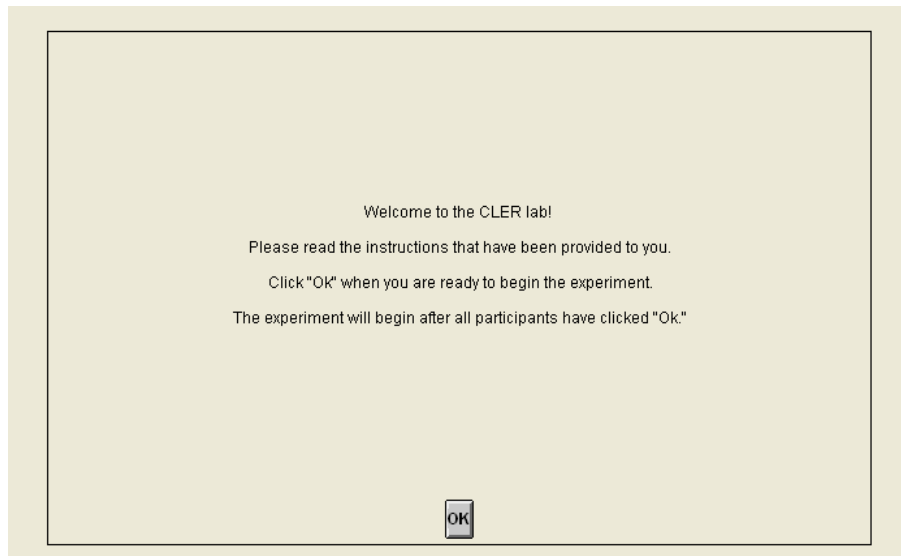 Welcome to the CLER lab!
Please read the instructions that have been provided to you.
Click "Ok" when you are ready to begin the experiment.
The experiment will begin after all participants have clicked "Ok."
OK